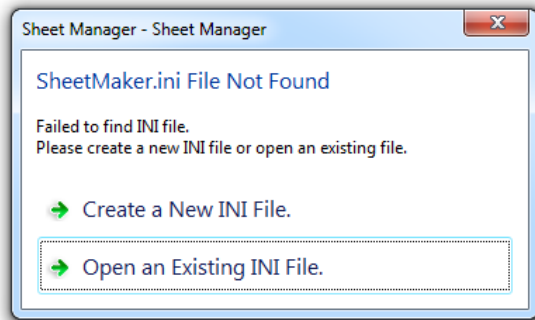 Sheet Manager - Sheet Manager
SheetMaker.ini File Not Found
Failed to find INI file.
Please create a new INI file or open an existing file.
Create a New INI File.
Open an Existing INI File.